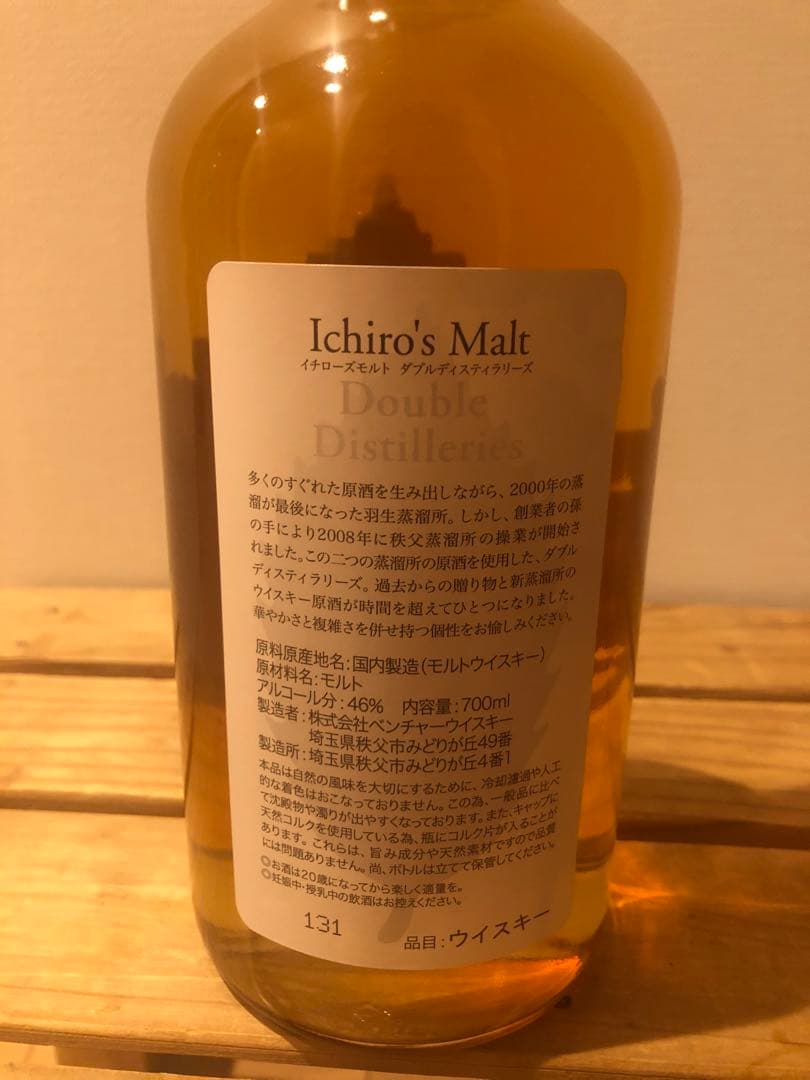 Ichiro's Malt
イチローズモルト ダブルディスティラリーズ
Double
Distilleries
多くのすぐれた原酒を生み出しながら、2000年の蒸
溜が最後になった羽生蒸溜所。しかし、創業者の孫
の手により2008年に秩父蒸溜所の操業が開始さ
れました。この二つの蒸溜所の原酒を使用した、ダブル
ディスティラリーズ。過去からの贈り物と新蒸溜所の
ウイスキー原酒が時間を超えてひとつになりました。
華やかさと複雑さを併せ持つ個性をお愉しみください。
原料原産地名:国内製造(モルトウイスキー)
原材料名:モルト
アルコール分:46% 内容量:700ml
製造者:株式会社ベンチャーウイスキー
埼玉県秩父市みどりが丘49番
製造所:埼玉県秩父市みどりが丘4番1
本品は自然の風味を大切にするために、冷却濾過や人工
的な着色はおこなっておりません。この為、一般品に比べ
て沈殿物や濁りが出やすくなっております。また、キャップに
天然コルクを使用している為、瓶にコルク片が入ることが
あります。これらは、旨み成分や天然素材ですので品質
には問題ありません。尚、ボトルは立てて保管してください。
◎お酒は20歳になってから楽しく適量を。
◎妊娠中・授乳中の飲酒はお控えください。
131
品目:ウイスキー